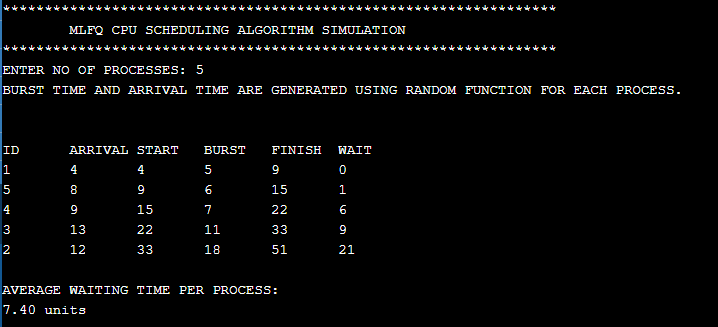 ******************************************************************
MLFQ CPU SCHEDULING ALGORITHM SIMULATION
******************************************************************
ENTER NO OF PROCESSES: 5
BURST TIME AND ARRIVAL TIME ARE GENERATED USING RANDOM FUNCTION FOR EACH PROCESS.
ID ARRIVAL START BURST FINISH WAIT
1 4 4 5 9 0
5 8 9 6 15 1
4 9 15 7 22 6
3 13 22 11 33 9
2 12 33 18 51 21
AVERAGE WAITING TIME PER PROCESS:
7.40 units